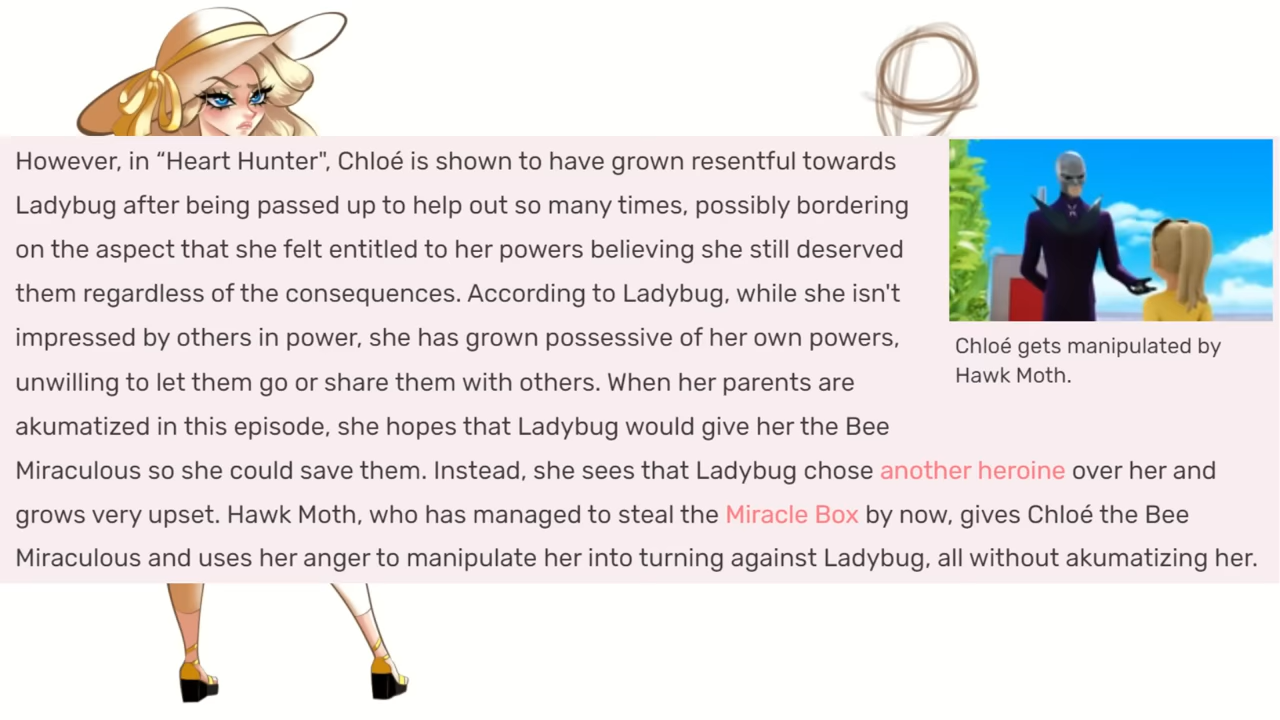 However, in “Heart Hunter", Chloé is shown to have grown resentful towards
Ladybug after being passed up to help out so many times, possibly bordering
on the aspect that she felt entitled to her powers believing she still deserved
them regardless of the consequences. According to Ladybug, while she isn't
impressed by others in power, she has grown possessive of her own powers,
unwilling to let them go or share them with others. When her parents are
akumatized in this episode, she hopes that Ladybug would give her the Bee
Miraculous so she could save them. Instead, she sees that Ladybug chose another heroine over her and
grows very upset. Hawk Moth, who has managed to steal the Miracle Box by now, gives Chloé the Bee
Miraculous and uses her anger to manipulate her into turning against Ladybug, all without akumatizing her.
Chloé gets manipulated by
Hawk Moth.